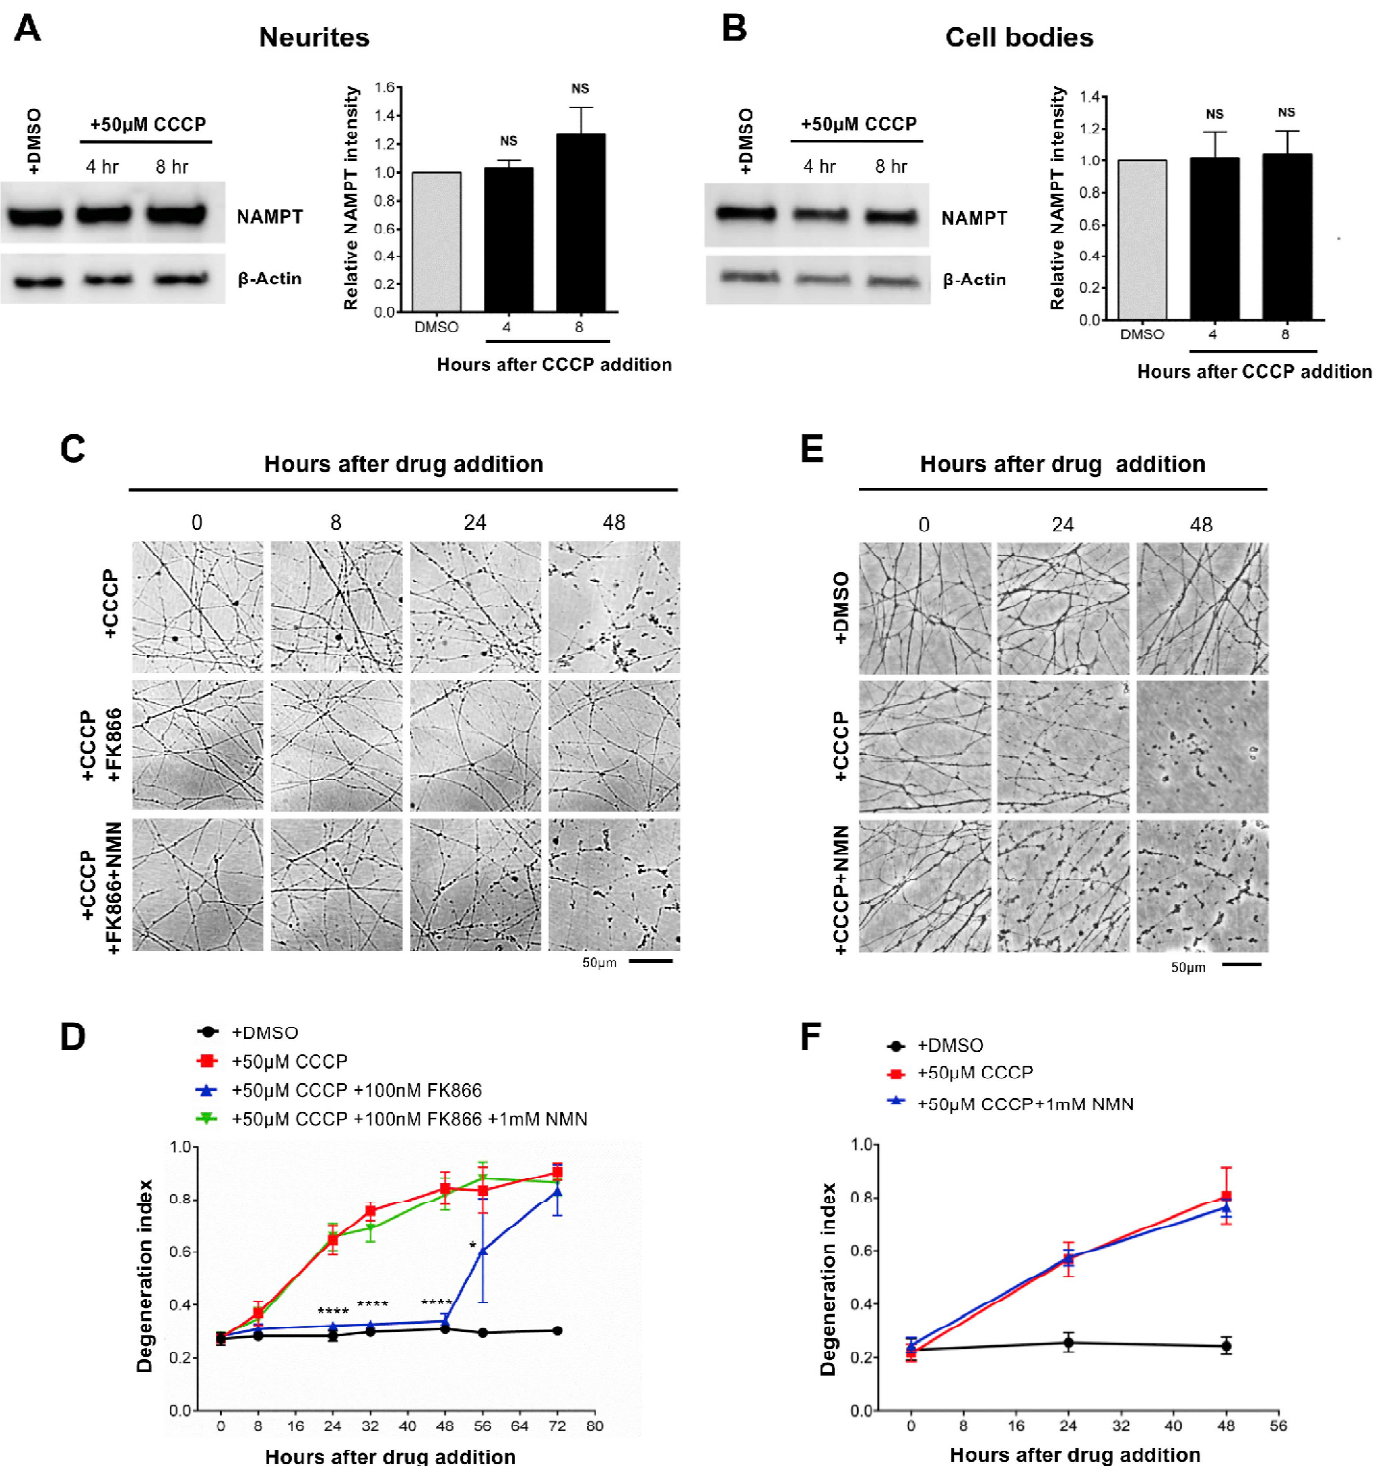 A
Neurites
+DMSO
+50µM CCCP
4 hr
8 hr
NAMPT
β-Actin
Relative NAMPT intensity
1.6
1.4
1.2
1.0
0.8
0.6
0.4
0.2
0.0
NS
NS
DMSO
4
8
Hours after CCCP addition
B
Cell bodies
+DMSO
+50µM CCCP
4 hr
8 hr
NAMPT
β-Actin
Relative NAMPT intensity
1.4
1.2
1.0
0.8
0.6
0.4
0.2
0.0
NS
NS
DMSO
4
8
Hours after CCCP addition
C
Hours after drug addition
0
8
24
48
+CCCP
+CCCP
+FK866
+CCCP
+FK866+NMN
50µm
E
Hours after drug addition
0
24
48
+DMSO
+CCCP
+CCCP+NMN
50µm
D
+DMSO
+50µM CCCP
+50µM CCCP +100nM FK866
+50µM CCCP +100nM FK866 +1mM NMN
Degeneration index
1.0
0.8
0.6
0.4
0.2
0.0
****
****
****
*
0 8 16 24 32 40 48 56 64 72 80
Hours after drug addition
F
+DMSO
+50µM CCCP
+50µM CCCP+1mM NMN
Degeneration index
1.0
0.8
0.6
0.4
0.2
0.0
0 8 16 24 32 40 48 56
Hours after drug addition